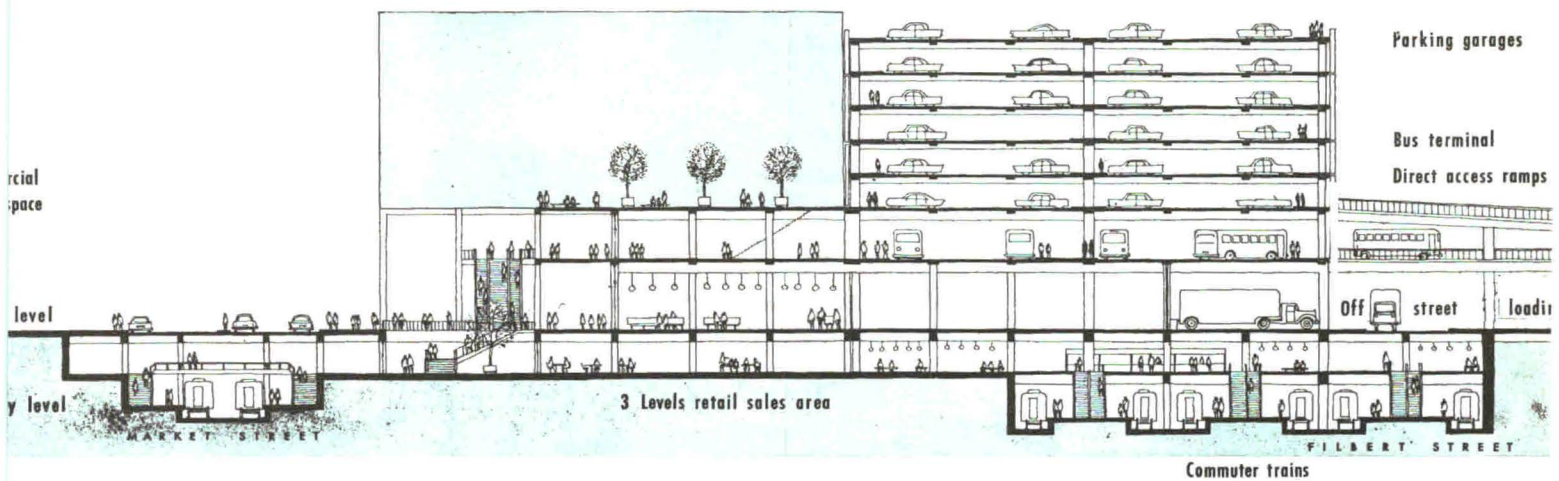 Parking garages
Bus terminal
Direct access ramps
rcial
space
level
Off street loadin
y level
3 Levels retail sales area
MARKET STREET
FILBERT STREET
Commuter trains